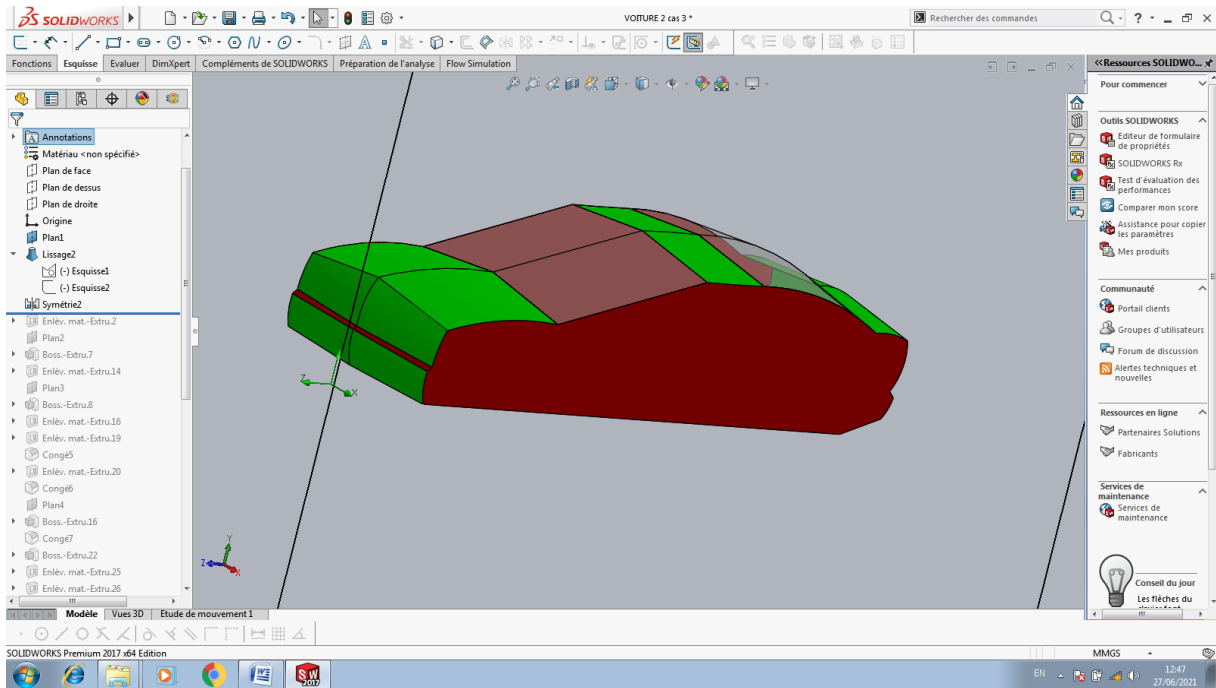 SOLIDWORKS
VOITURE 2 cas 3 *
Rechercher des commandes
Fonctions
Esquisse
Evaluer
DimXpert
Compléments de SOLIDWORKS
Préparation de l'analyse
Flow Simulation
Annotations
Matériau <non spécifié>
Plan de face
Plan de dessus
Plan de droite
Origine
Plan1
Lissage2
(-) Esquisse1
(-) Esquisse2
Symétrie2
Enlèv. mat.-Extru.2
Plan2
Boss.-Extru.7
Enlèv. mat.-Extru.14
Plan3
Boss.-Extru.8
Enlèv. mat.-Extru.16
Enlèv. mat.-Extru.19
Congé5
Enlèv. mat.-Extru.20
Congé6
Plan4
Boss.-Extru.16
Congé7
Boss.-Extru.22
Enlèv. mat.-Extru.25
Enlèv. mat.-Extru.26
Z
X
Y
Z
X
«Ressources SOLIDWO...
Pour commencer
Outils SOLIDWORKS
Editeur de formulaire
de propriétés
SOLIDWORKS Rx
Test d'évaluation des
performances
Comparer mon score
Assistance pour copier
les paramètres
Mes produits
Communauté
Portail clients
Groupes d'utilisateurs
Forum de discussion
Alertes techniques et
nouvelles
Ressources en ligne
Partenaires Solutions
Fabricants
Services de
maintenance
Services de
maintenance
Conseil du jour
Les flèches du
Modèle
Vues 3D
Etude de mouvement 1
SOLIDWORKS Premium 2017 x64 Edition
MMGS
SW
2017
EN
12:47
27/06/2021